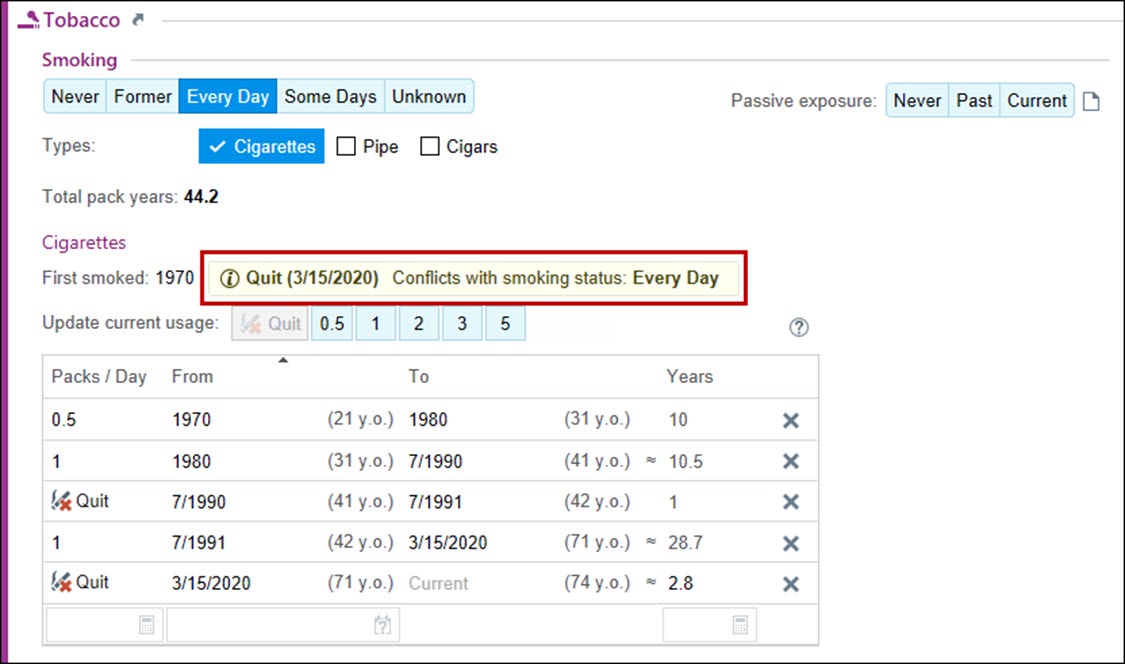 Tobacco
Smoking
Never Former Every Day Some Days Unknown
Passive exposure: Never Past Current
Types: Cigarettes Pipe Cigars
Total pack years: 44.2
Cigarettes
First smoked: 1970 Quit (3/15/2020) Conflicts with smoking status: Every Day
Update current usage: Quit 0.5 1 2 3 5 ?
Packs / Day From To Years
0.5 1970 (21 y.o.) 1980 (31 y.o.) 10
1 1980 (31 y.o.) 7/1990 (41 y.o.) ≈ 10.5
Quit 7/1990 (41 y.o.) 7/1991 (42 y.o.) 1
1 7/1991 (42 y.o.) 3/15/2020 (71 y.o.) ≈ 28.7
Quit 3/15/2020 (71 y.o.) Current (74 y.o.) ≈ 2.8